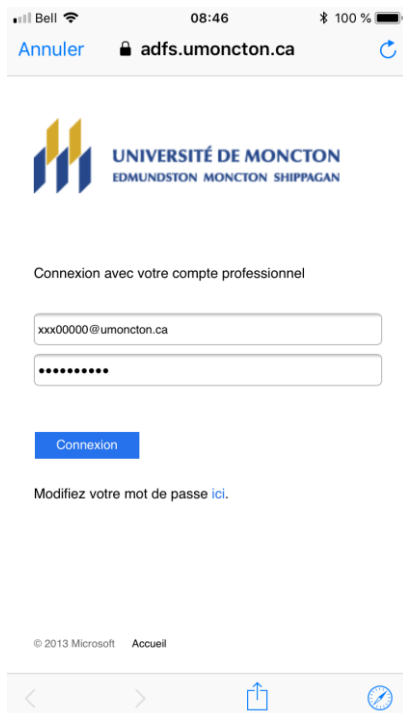 Bell 08:46 100 %
Annuler adfs.umoncton.ca
UNIVERSITÉ DE MONCTON
EDMUNDSTON MONCTON SHIPPAGAN
Connexion avec votre compte professionnel
xxx00000@umoncton.ca
••••••••••
Connexion
Modifiez votre mot de passe ici.
© 2013 Microsoft Accueil